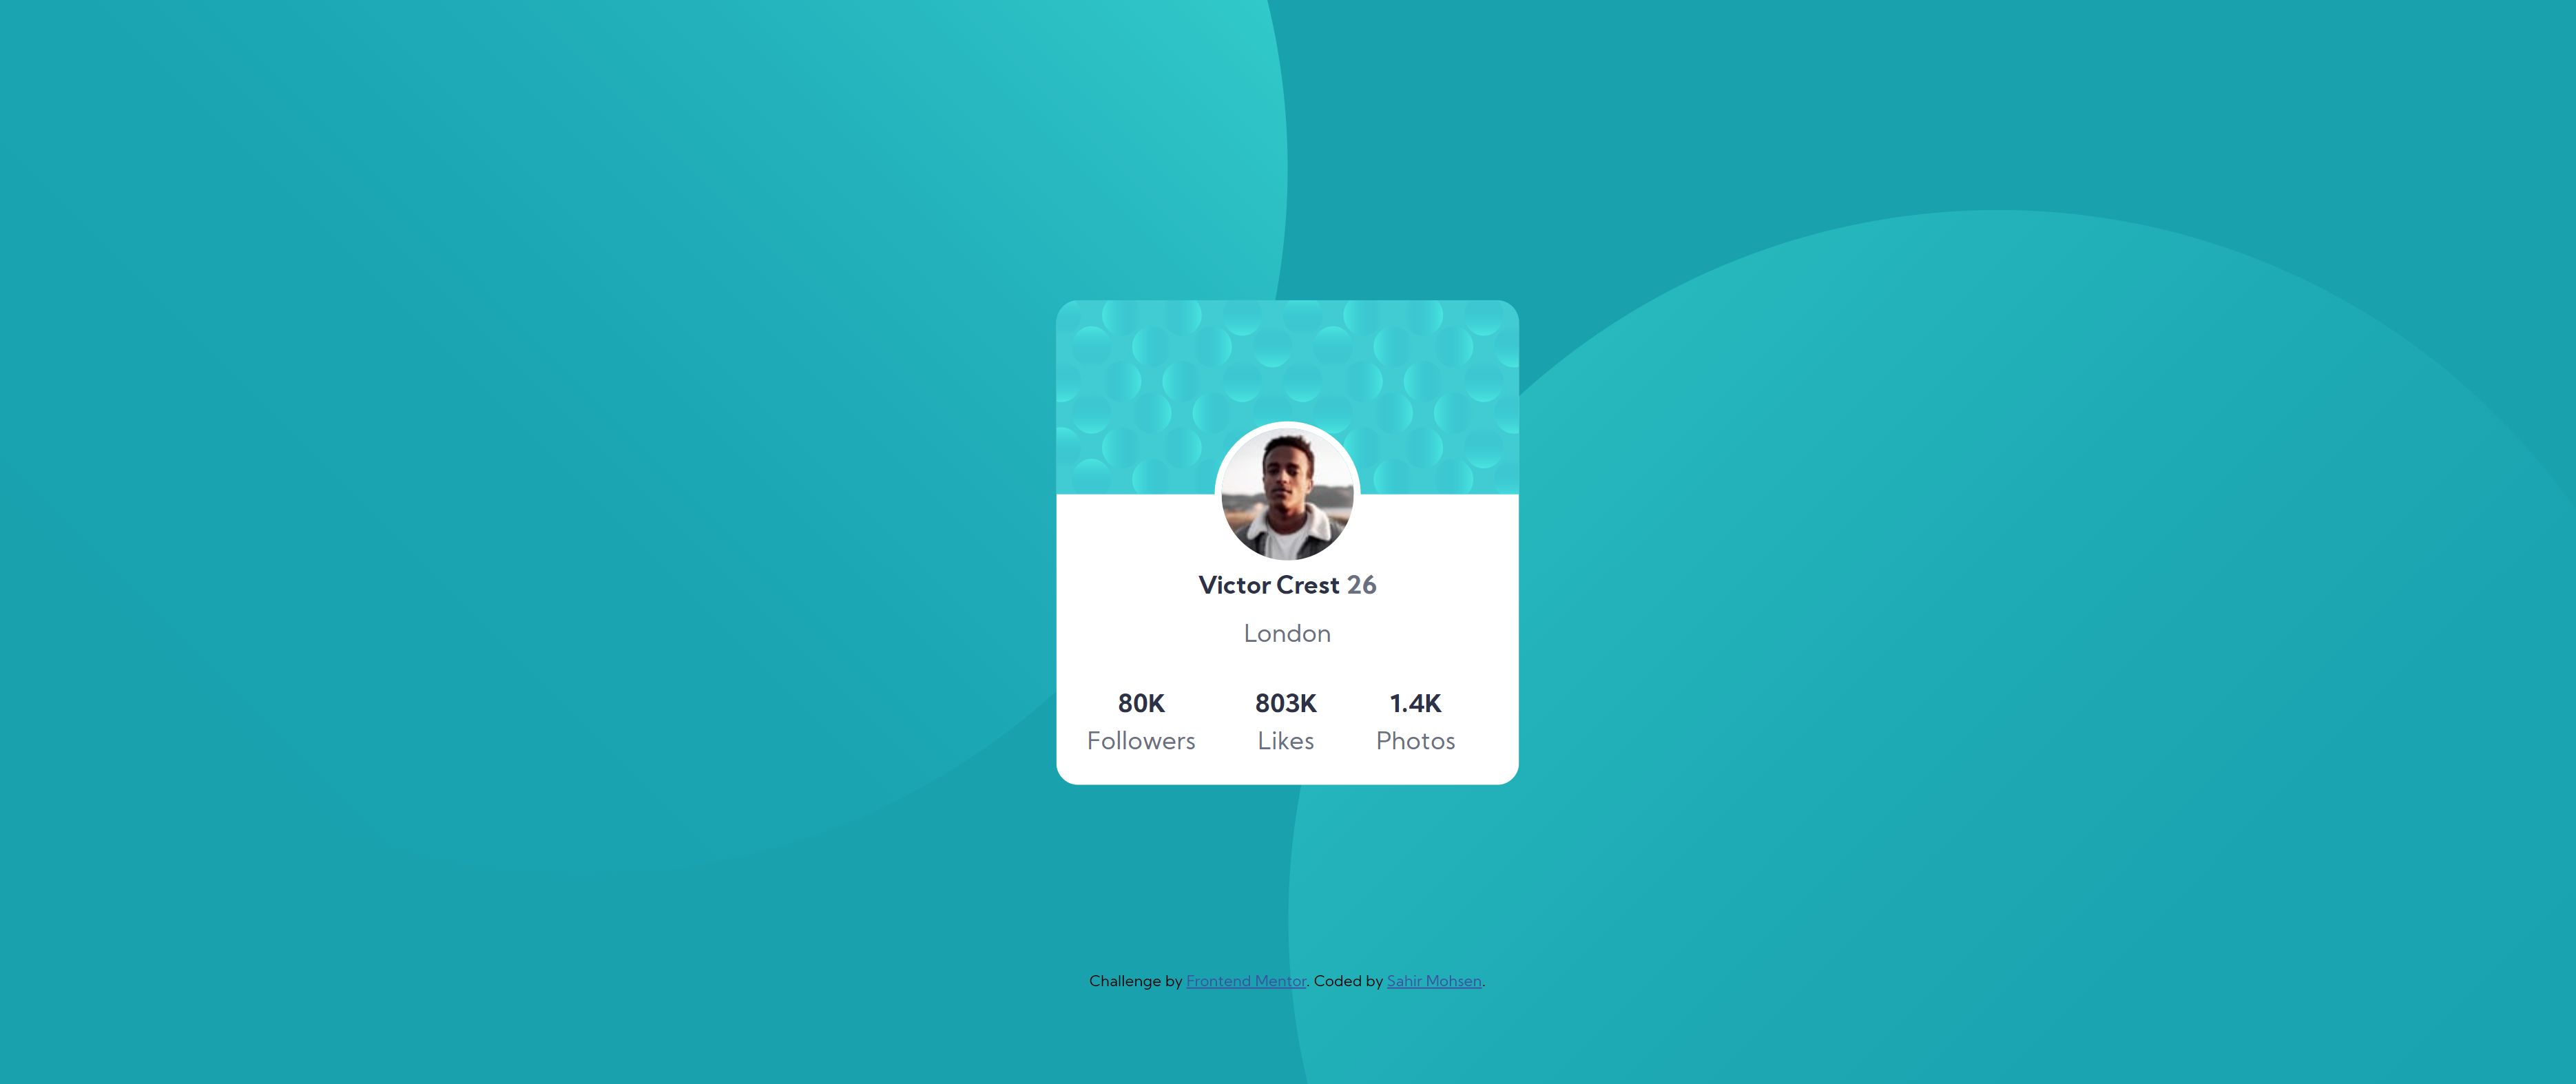 Victor Crest 26
London
80K 803K 1.4K
Followers Likes Photos
Challenge by Frontend Mentor. Coded by Sahir Mohsen.